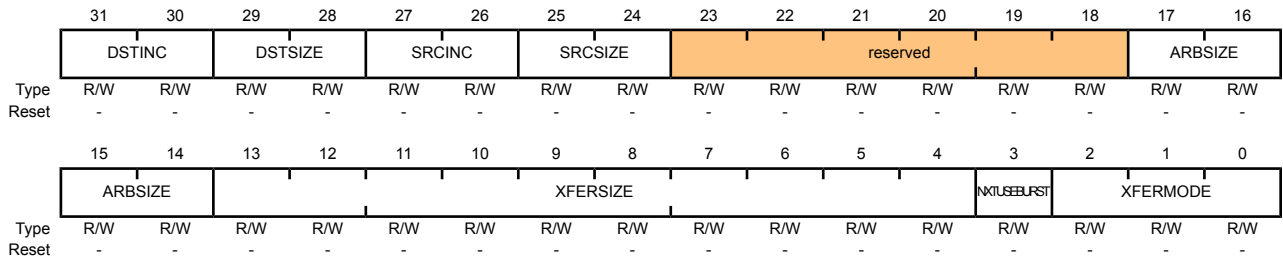 31 30 29 28 27 26 25 24 23 22 21 20 19 18 17 16
DSTINC DSTSIZE SRCINC SRCSIZE reserved ARBSIZE
Type R/W R/W R/W R/W R/W R/W R/W R/W R/W R/W R/W R/W R/W R/W R/W R/W
Reset - - - - - - - - - - - - - - - -
15 14 13 12 11 10 9 8 7 6 5 4 3 2 1 0
ARBSIZE XFERSIZE NXTUSEBURST XFERMODE
Type R/W R/W R/W R/W R/W R/W R/W R/W R/W R/W R/W R/W R/W R/W R/W R/W
Reset - - - - - - - - - - - - - - - -